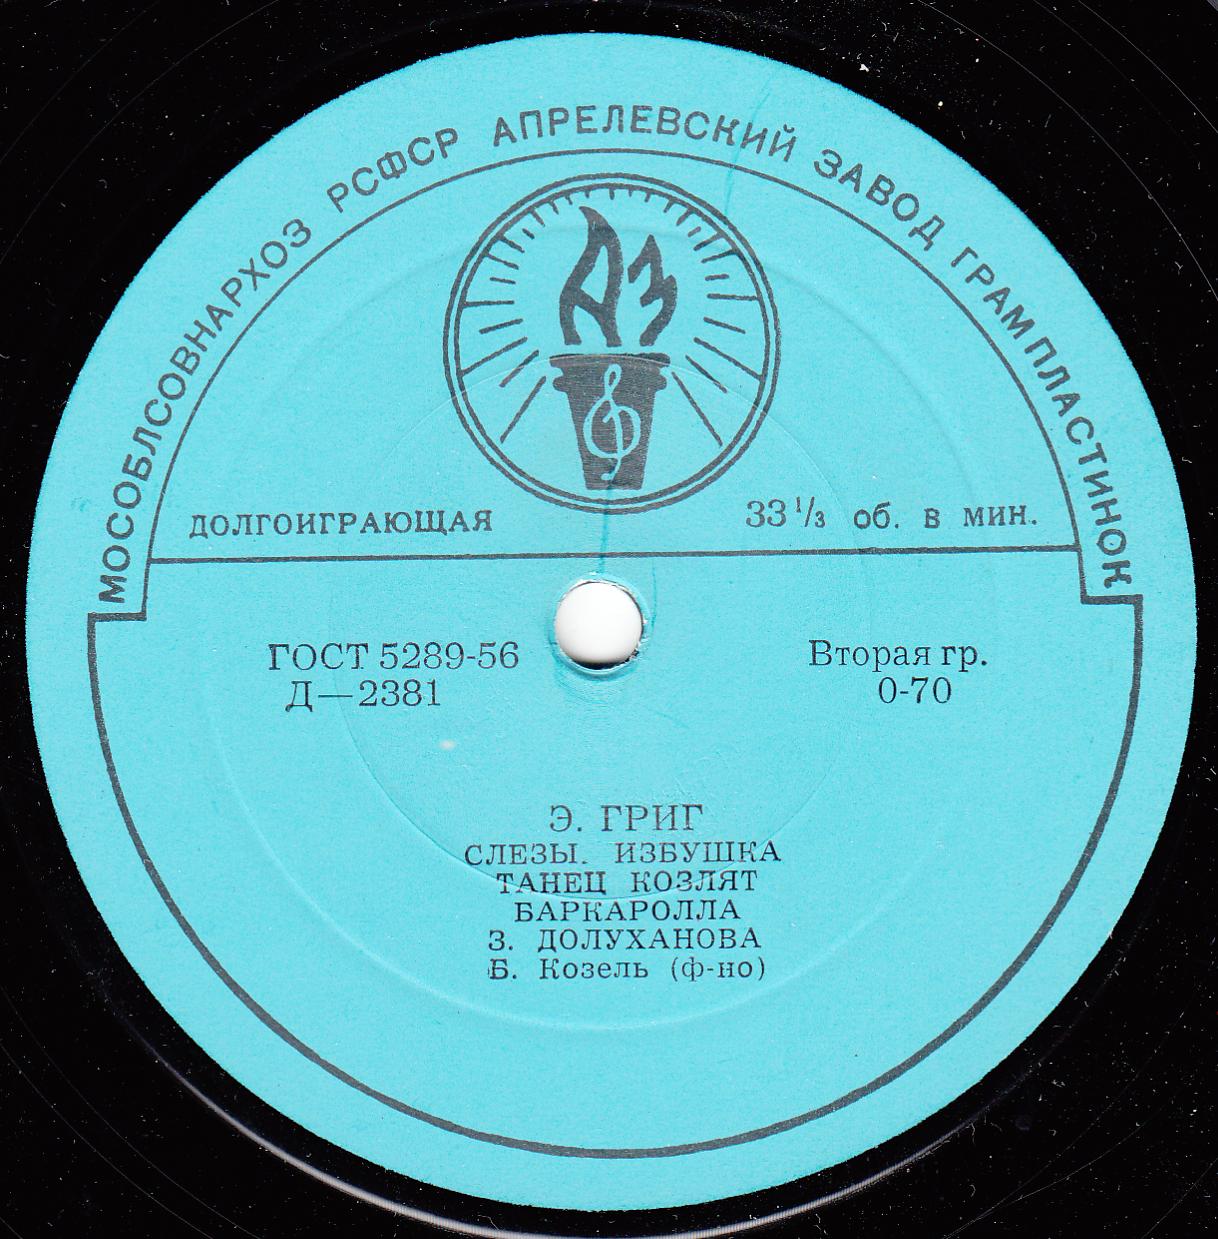 МОСОБЛСОВНАРХОЗ РСФСР АПРЕЛЕВСКИЙ ЗАВОД ГРАМПЛАСТИНОК
АЗ
ДОЛГОИГРАЮЩАЯ 33 1/3 об. в мин.
ГОСТ 5289-56 Вторая гр.
Д—2381 0-70
Э. ГРИГ
СЛЕЗЫ. ИЗБУШКА
ТАНЕЦ КОЗЛЯТ
БАРКАРОЛЛА
З. ДОЛУХАНОВА
Б. Козель (ф-но)